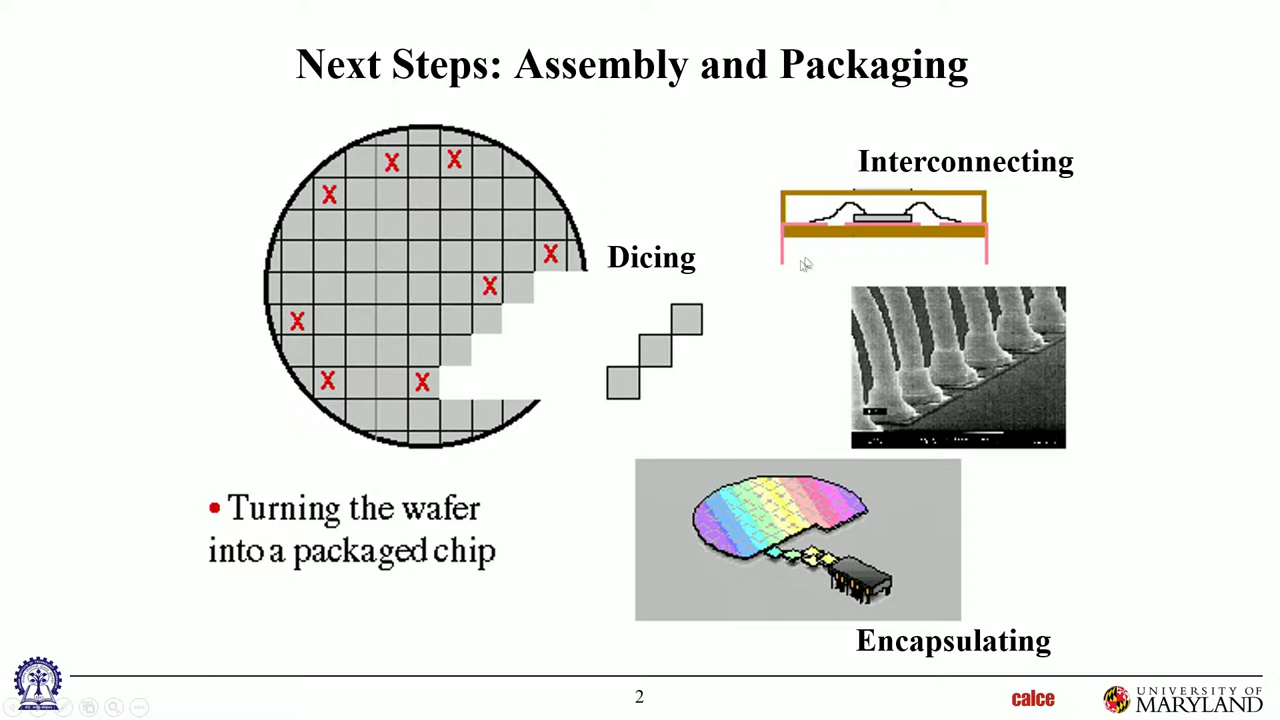 Next Steps: Assembly and Packaging
X X
X
X
X
X
X X
Dicing
Interconnecting
• Turning the wafer
into a packaged chip
Encapsulating
2
calce
UNIVERSITY OF
MARYLAND